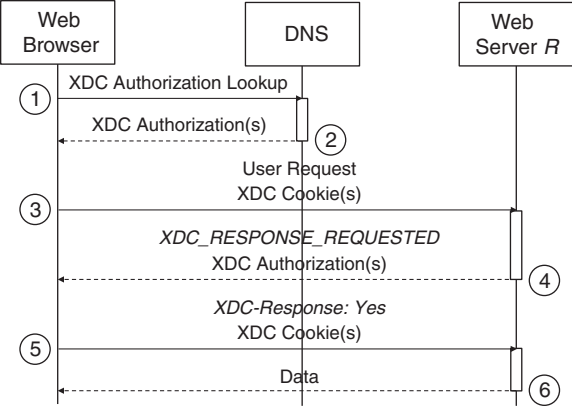 Web
Browser
DNS
Web
Server R
XDC Authorization Lookup
1
XDC Authorization(s)
2
User Request
XDC Cookie(s)
3
XDC_RESPONSE_REQUESTED
XDC Authorization(s)
4
XDC-Response: Yes
XDC Cookie(s)
5
Data
6